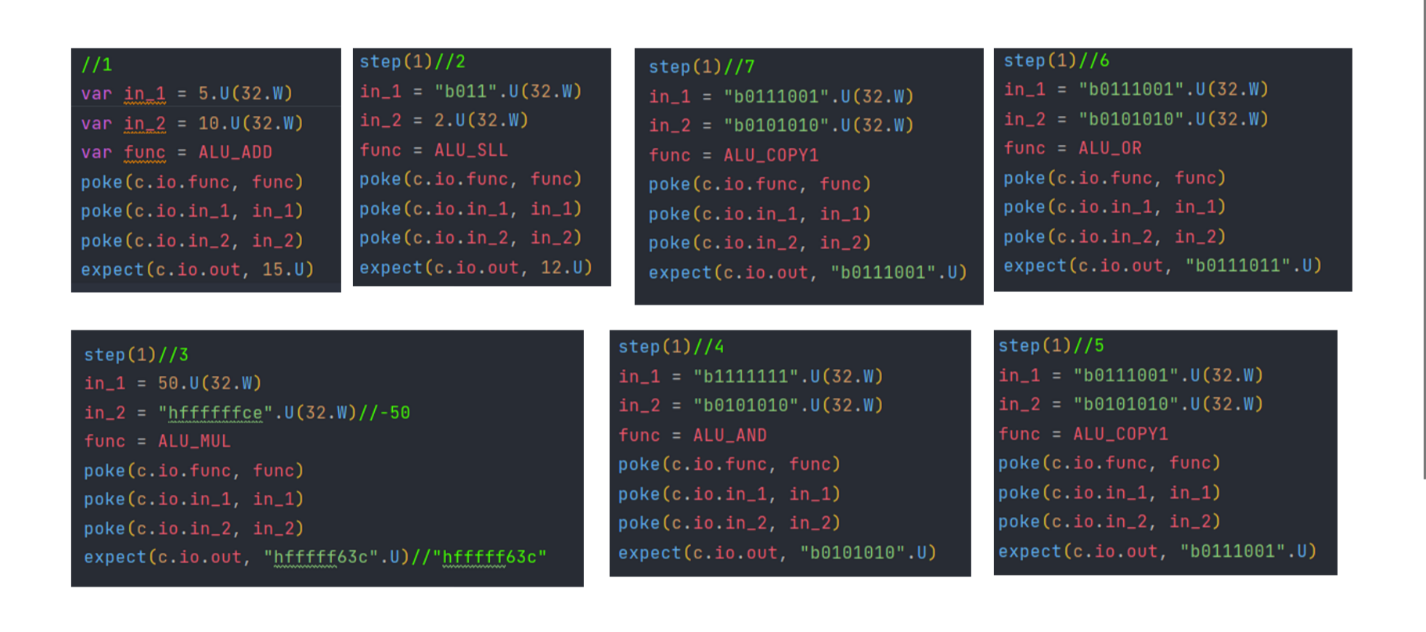 //1
var in_1 = 5.U(32.W)
var in_2 = 10.U(32.W)
var func = ALU_ADD
poke(c.io.func, func)
poke(c.io.in_1, in_1)
poke(c.io.in_2, in_2)
expect(c.io.out, 15.U)
step(1)//2
in_1 = "b011".U(32.W)
in_2 = 2.U(32.W)
func = ALU_SLL
poke(c.io.func, func)
poke(c.io.in_1, in_1)
poke(c.io.in_2, in_2)
expect(c.io.out, 12.U)
step(1)//7
in_1 = "b0111001".U(32.W)
in_2 = "b0101010".U(32.W)
func = ALU_COPY1
poke(c.io.func, func)
poke(c.io.in_1, in_1)
poke(c.io.in_2, in_2)
expect(c.io.out, "b0111001".U)
step(1)//6
in_1 = "b0111001".U(32.W)
in_2 = "b0101010".U(32.W)
func = ALU_OR
poke(c.io.func, func)
poke(c.io.in_1, in_1)
poke(c.io.in_2, in_2)
expect(c.io.out, "b0111011".U)
step(1)//3
in_1 = 50.U(32.W)
in_2 = "hffffffce".U(32.W)//-50
func = ALU_MUL
poke(c.io.func, func)
poke(c.io.in_1, in_1)
poke(c.io.in_2, in_2)
expect(c.io.out, "hfffff63c".U)//"hfffff63c"
step(1)//4
in_1 = "b1111111".U(32.W)
in_2 = "b0101010".U(32.W)
func = ALU_AND
poke(c.io.func, func)
poke(c.io.in_1, in_1)
poke(c.io.in_2, in_2)
expect(c.io.out, "b0101010".U)
step(1)//5
in_1 = "b0111001".U(32.W)
in_2 = "b0101010".U(32.W)
func = ALU_COPY1
poke(c.io.func, func)
poke(c.io.in_1, in_1)
poke(c.io.in_2, in_2)
expect(c.io.out, "b0111001".U)